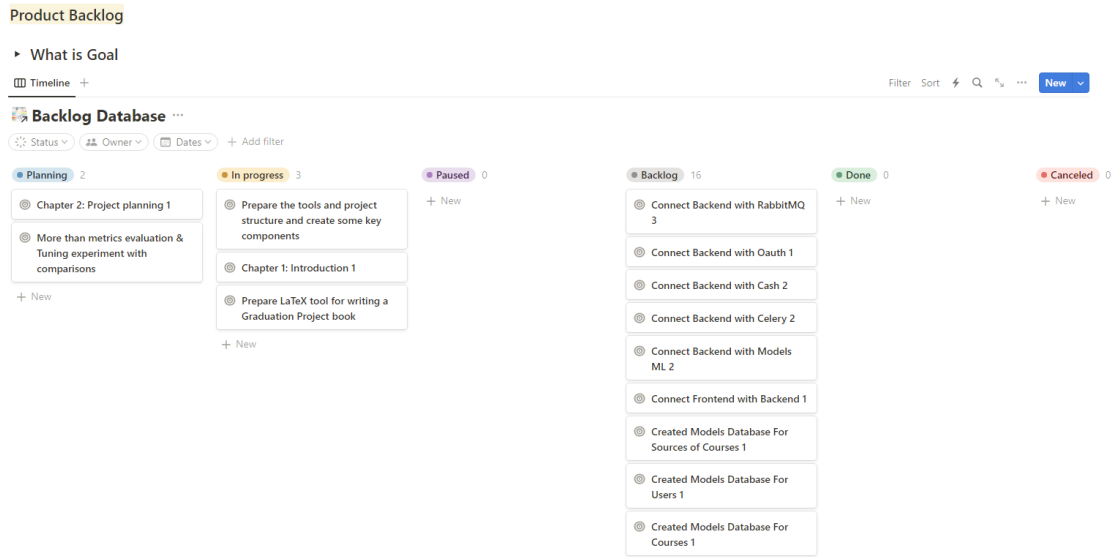 Product Backlog
What is Goal
Timeline
Filter Sort
New
Backlog Database
Status
Owner
Dates
Add filter
Planning 2
Chapter 2: Project planning 1
More than metrics evaluation &
Tuning experiment with
comparisons
New
In progress 3
Prepare the tools and project
structure and create some key
components
Chapter 1: Introduction 1
Prepare LaTeX tool for writing a
Graduation Project book
New
Paused 0
New
Backlog 16
Connect Backend with RabbitMQ
3
Connect Backend with Oauth 1
Connect Backend with Cash 2
Connect Backend with Celery 2
Connect Backend with Models
ML 2
Connect Frontend with Backend 1
Created Models Database For
Sources of Courses 1
Created Models Database For
Users 1
Created Models Database For
Courses 1
Done 0
New
Canceled 0
New